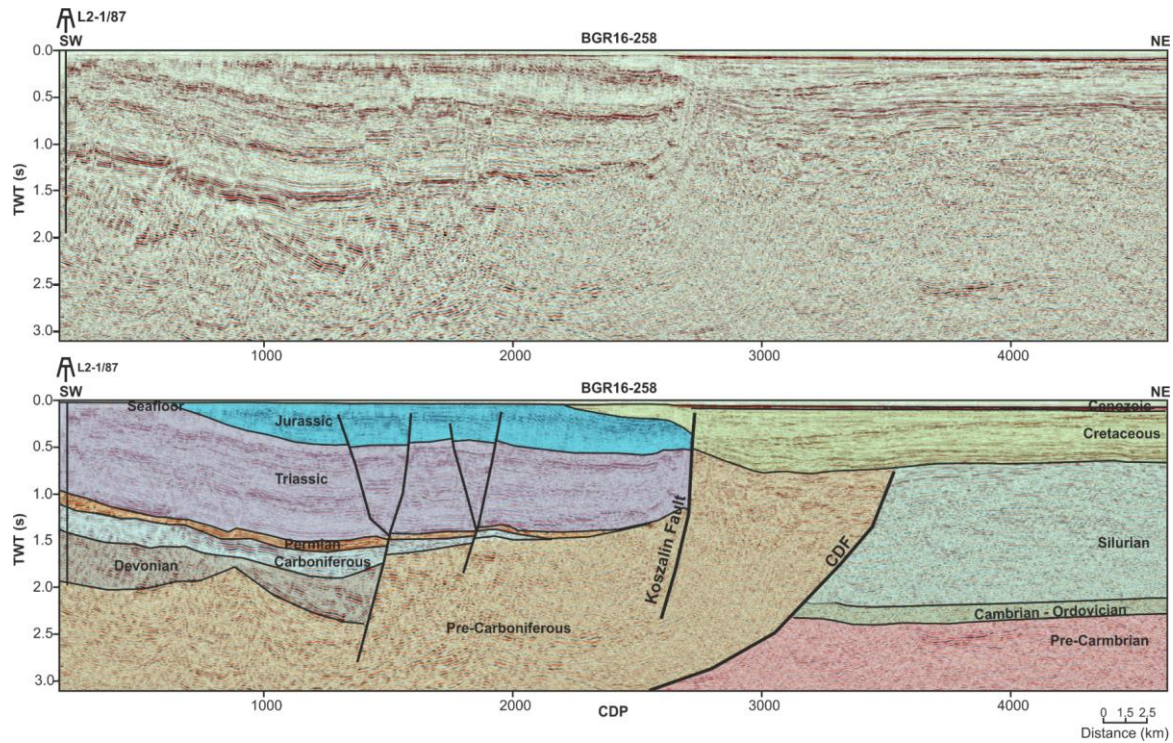 L2-1/87
SW
BGR16-258
NE
0.0
0.5
1.0
1.5
2.0
2.5
3.0
TWT (s)
1000
2000
3000
4000
L2-1/87
SW
BGR16-258
NE
0.0
0.5
1.0
1.5
2.0
2.5
3.0
TWT (s)
Seafloor
Cenozoic
Jurassic
Cretaceous
Triassic
Permian
Carboniferous
Devonian
Pre-Carboniferous
Koszalin Fault
CDF
Silurian
Cambrian - Ordovician
Pre-Carmbrian
1000
2000
3000
4000
CDP
0 1.5 2.5
Distance (km)